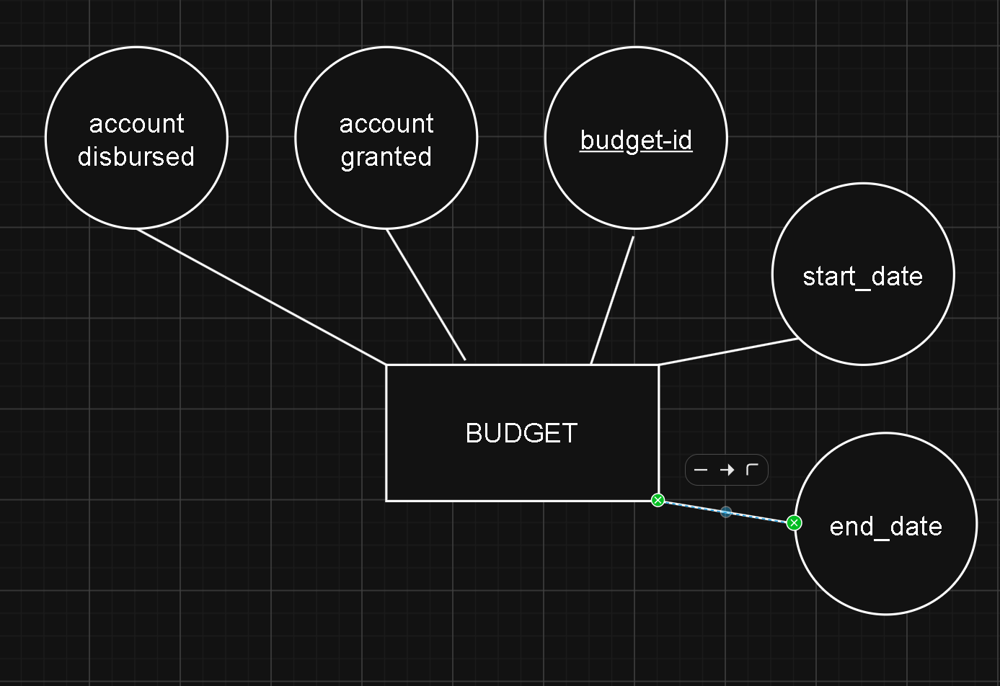 account
disbursed
account
granted
budget-id
start_date
BUDGET
end_date